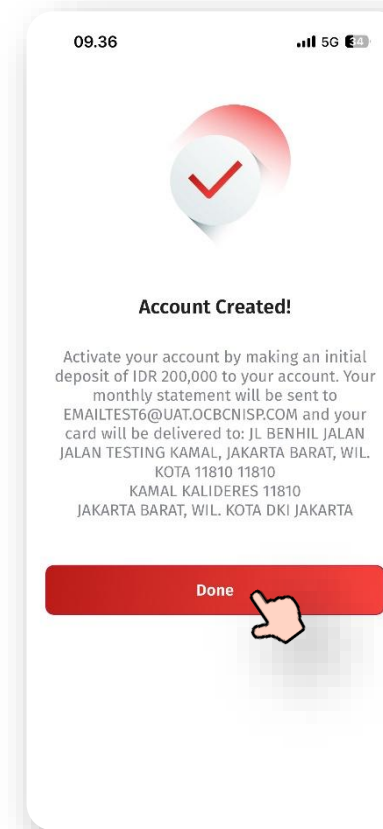 09.36
5G 34
Account Created!
Activate your account by making an initial
deposit of IDR 200,000 to your account. Your
monthly statement will be sent to
EMAILTEST6@UAT.OCBCNISP.COM and your
card will be delivered to: JL BENHIL JALAN
JALAN TESTING KAMAL, JAKARTA BARAT, WIL.
KOTA 11810 11810
KAMAL KALIDERES 11810
JAKARTA BARAT, WIL. KOTA DKI JAKARTA
Done